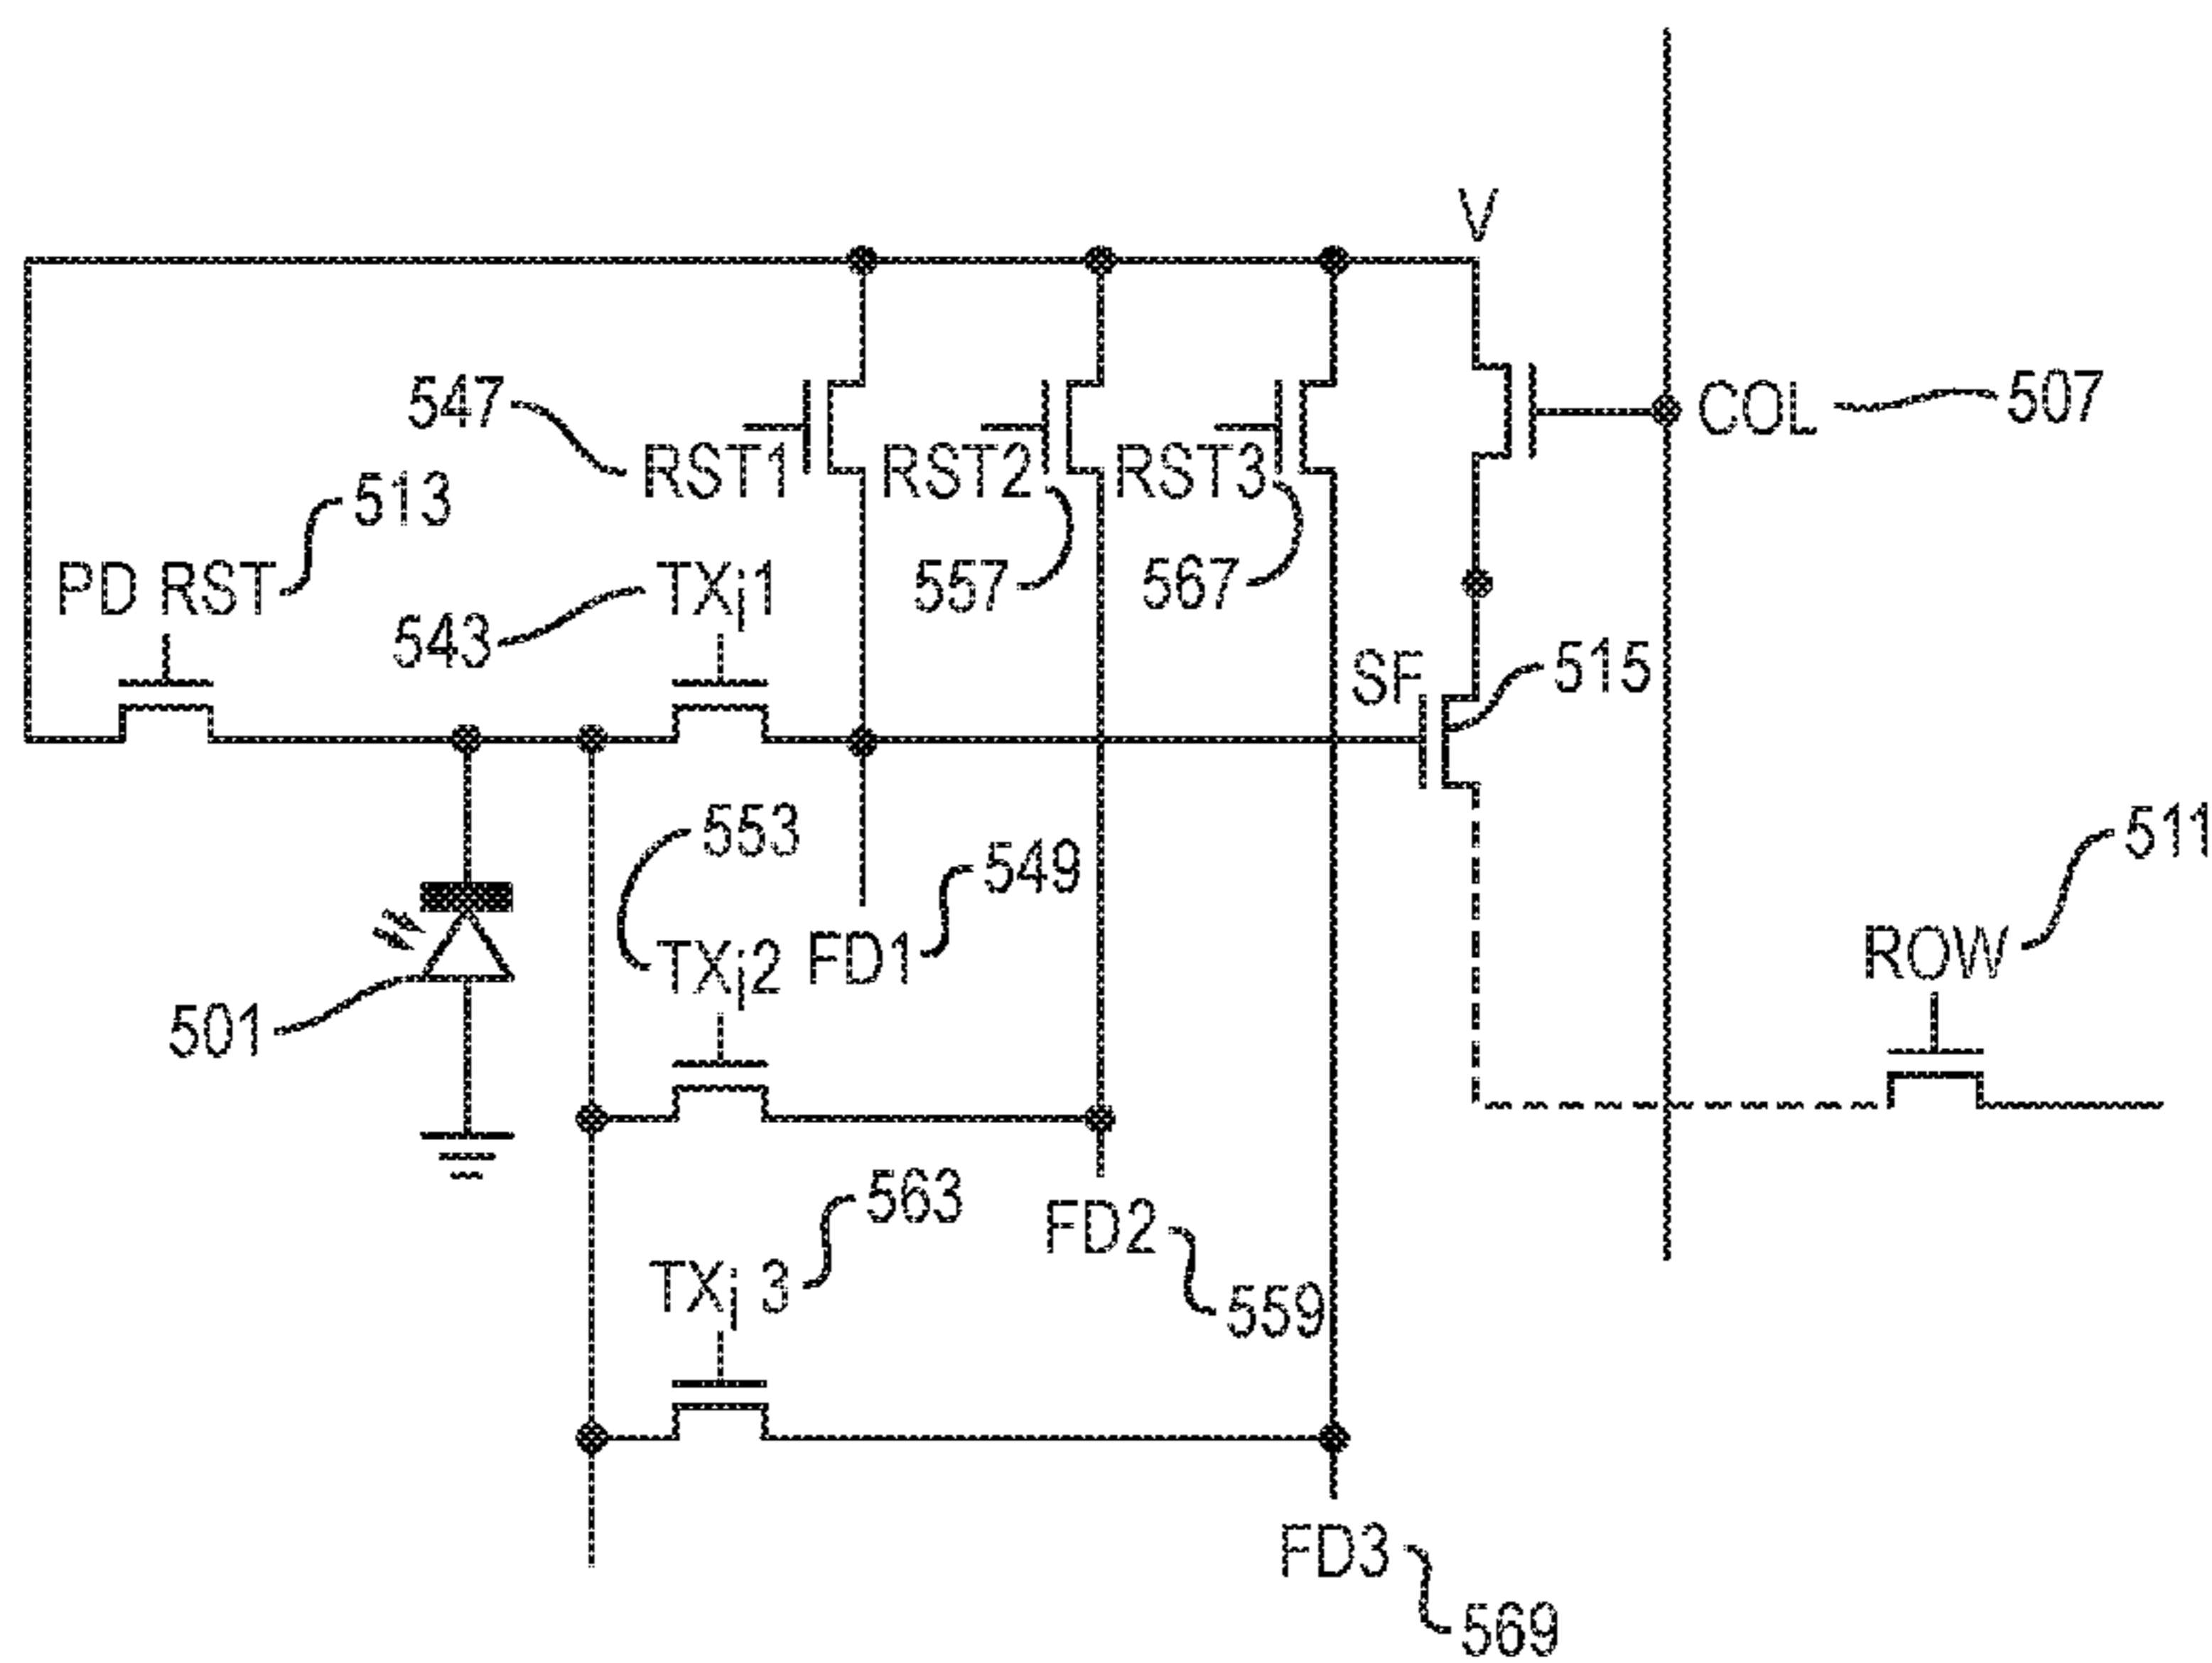 V
547
RST1
RST2
RST3
COL
507
513
PD RST
543
TXj1
557
567
SF
515
553
549
511
TXj2
FD1
ROW
501
563
FD2
TXj 3
559
FD3
569